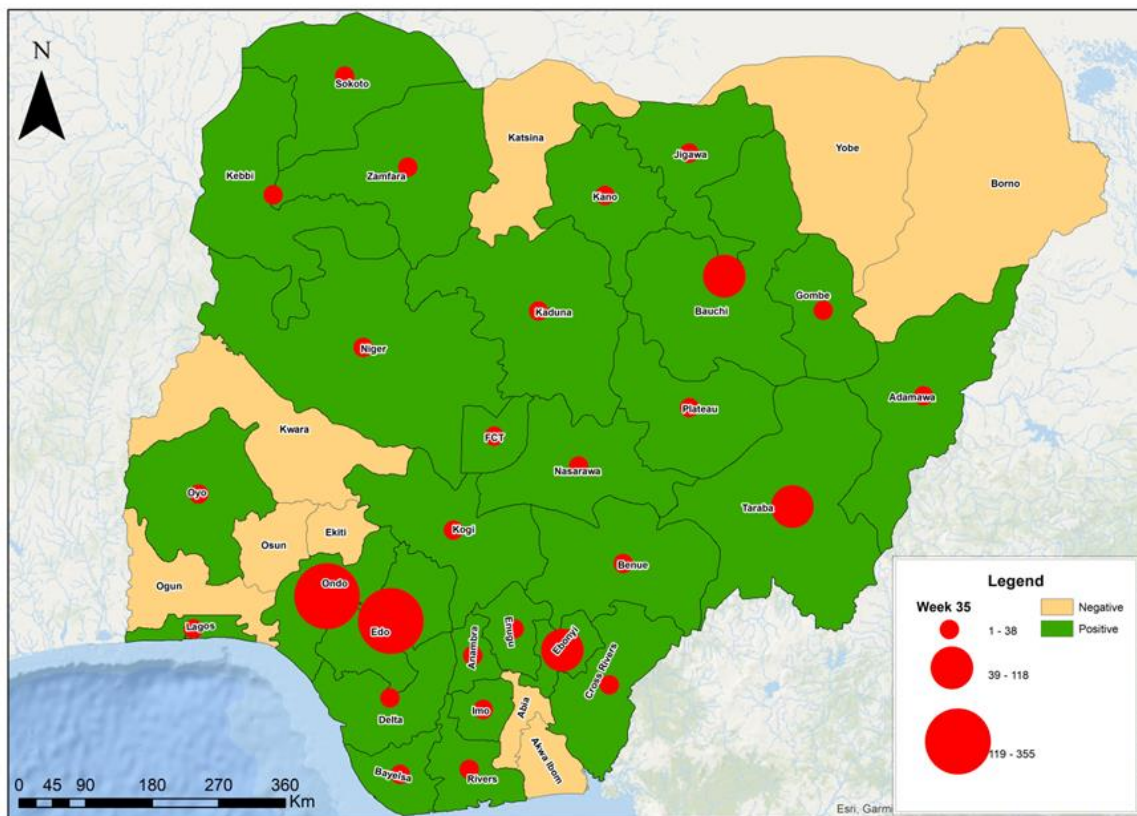 N
Sokoto
Katsina
Jigawa
Yobe
Kebbi
Zamfara
Kano
Borno
Gombe
Kaduna
Bauchi
Niger
Adamawa
Plateau
Kwara
FCT
Nasarawa
Oyo
Taraba
Kogi
Ekiti
Osun
Benue
Ogun
Ondo
Lagos
Edo
Enugu
Ebonyi
Anambra
Cross Rivers
Abia
Imo
Delta
Akwa Ibom
Bayelsa
Rivers
Legend
Week 35
Negative
Positive
1 - 38
39 - 118
119 - 355
0 45 90 180 270 360
Km
Esri, Garm